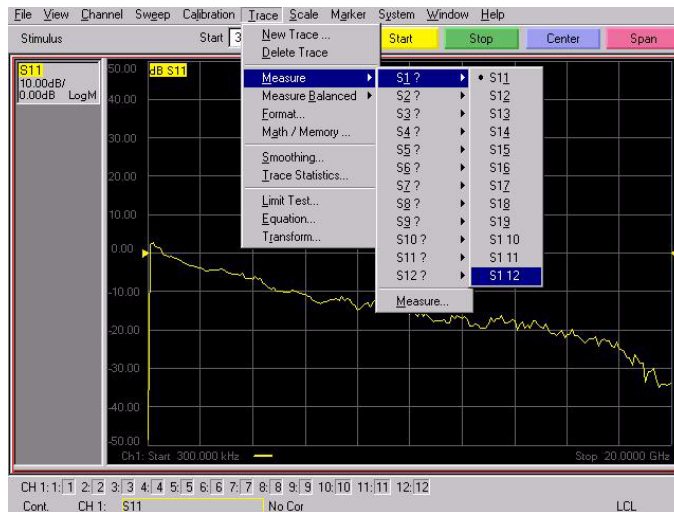 File View Channel Sweep Calibration Trace Scale Marker System Window Help
Stimulus Start 3 Start Stop Center Span
New Trace ...
Delete Trace
Measure
Measure Balanced
Format...
Math / Memory ...
Smoothing...
Trace Statistics...
Limit Test...
Equation...
Transform...
S1 ?
S2 ?
S3 ?
S4 ?
S5 ?
S6 ?
S7 ?
S8 ?
S9 ?
S10 ?
S11 ?
S12 ?
Measure...
S11
S12
S13
S14
S15
S16
S17
S18
S19
S1 10
S1 11
S1 12
S11
10.00dB/
0.00dB LogM
50.00 dB S11
40.00
30.00
20.00
10.00
0.00
-10.00
-20.00
-30.00
-40.00
-50.00
Ch1: Start 300.000 kHz Stop 20.0000 GHz
CH 1: 1: 1 2: 2 3: 3 4: 4 5: 5 6: 6 7: 7 8: 8 9: 9 10: 10 11: 11 12: 12
Cont. CH 1: S11 No Cor LCL